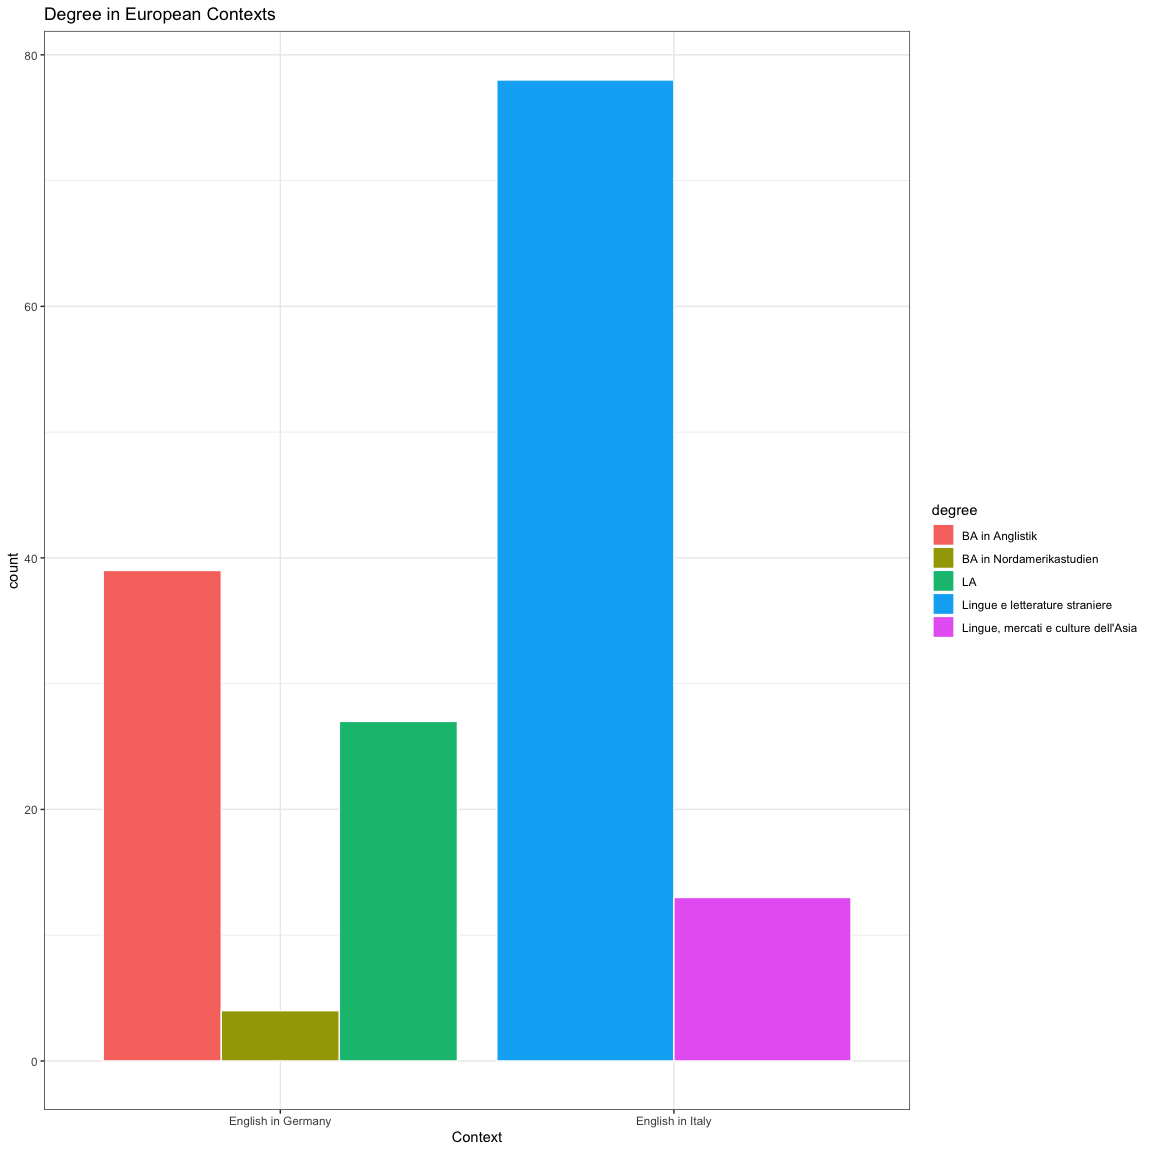 Degree in European Contexts
80
60
40
20
0
count
English in Germany
English in Italy
Context
degree
BA in Anglistik
BA in Nordamerikastudien
LA
Lingue e letterature straniere
Lingue, mercati e culture dell'Asia